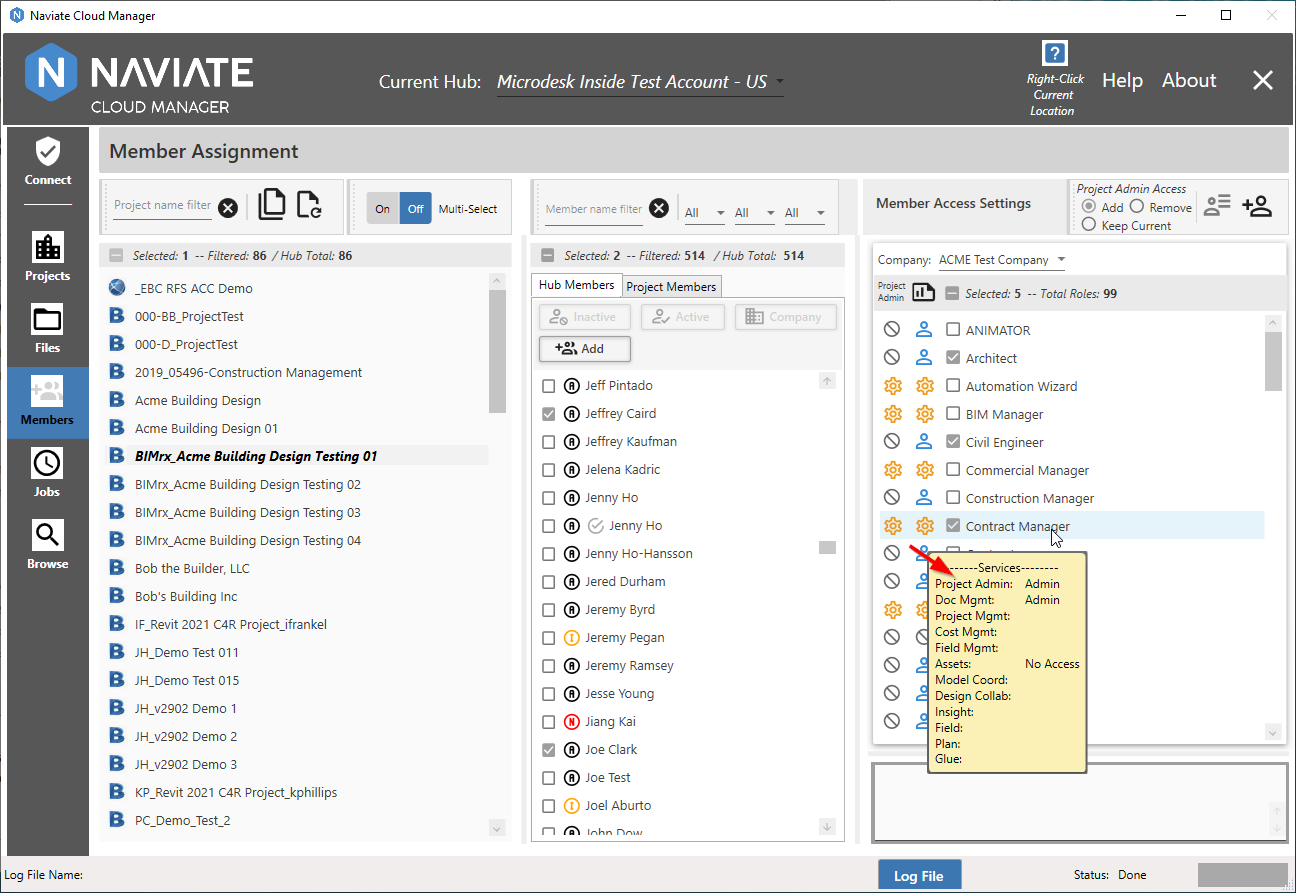 Naviate Cloud Manager
NAVIATE
CLOUD MANAGER
Current Hub: Microdesk Inside Test Account - US
Right-Click
Current
Location
Help
About
Connect
Projects
Files
Members
Jobs
Browse
Member Assignment
Project name filter
On
Off
Multi-Select
Selected: 1 -- Filtered: 86 / Hub Total: 86
_EBC RFS ACC Demo
000-BB_ProjectTest
000-D_ProjectTest
2019_05496-Construction Management
Acme Building Design
Acme Building Design 01
BIMrx_Acme Building Design Testing 01
BIMrx_Acme Building Design Testing 02
BIMrx_Acme Building Design Testing 03
BIMrx_Acme Building Design Testing 04
Bob the Builder, LLC
Bob's Building Inc
IF_Revit 2021 C4R Project_ifrankel
JH_Demo Test 011
JH_Demo Test 015
JH_v2902 Demo 1
JH_v2902 Demo 2
JH_v2902 Demo 3
KP_Revit 2021 C4R Project_kphillips
PC_Demo_Test_2
Member name filter
All
All
All
Selected: 2 -- Filtered: 514 / Hub Total: 514
Hub Members
Project Members
Inactive
Active
Company
Add
Jeff Pintado
Jeffrey Caird
Jeffrey Kaufman
Jelena Kadric
Jenny Ho
Jenny Ho
Jenny Ho-Hansson
Jered Durham
Jeremy Byrd
Jeremy Pegan
Jeremy Ramsey
Jesse Young
Jiang Kai
Joe Clark
Joe Test
Joel Aburto
John Dow
Member Access Settings
Project Admin Access
Add
Remove
Keep Current
Company: ACME Test Company
Project
Admin
Selected: 5 -- Total Roles: 99
ANIMATOR
Architect
Automation Wizard
BIM Manager
Civil Engineer
Commercial Manager
Construction Manager
Contract Manager
------Services--------
Project Admin: Admin
Doc Mgmt: Admin
Project Mgmt:
Cost Mgmt:
Field Mgmt:
Assets: No Access
Model Coord:
Design Collab:
Insight:
Field:
Plan:
Glue:
Log File Name:
Log File
Status: Done